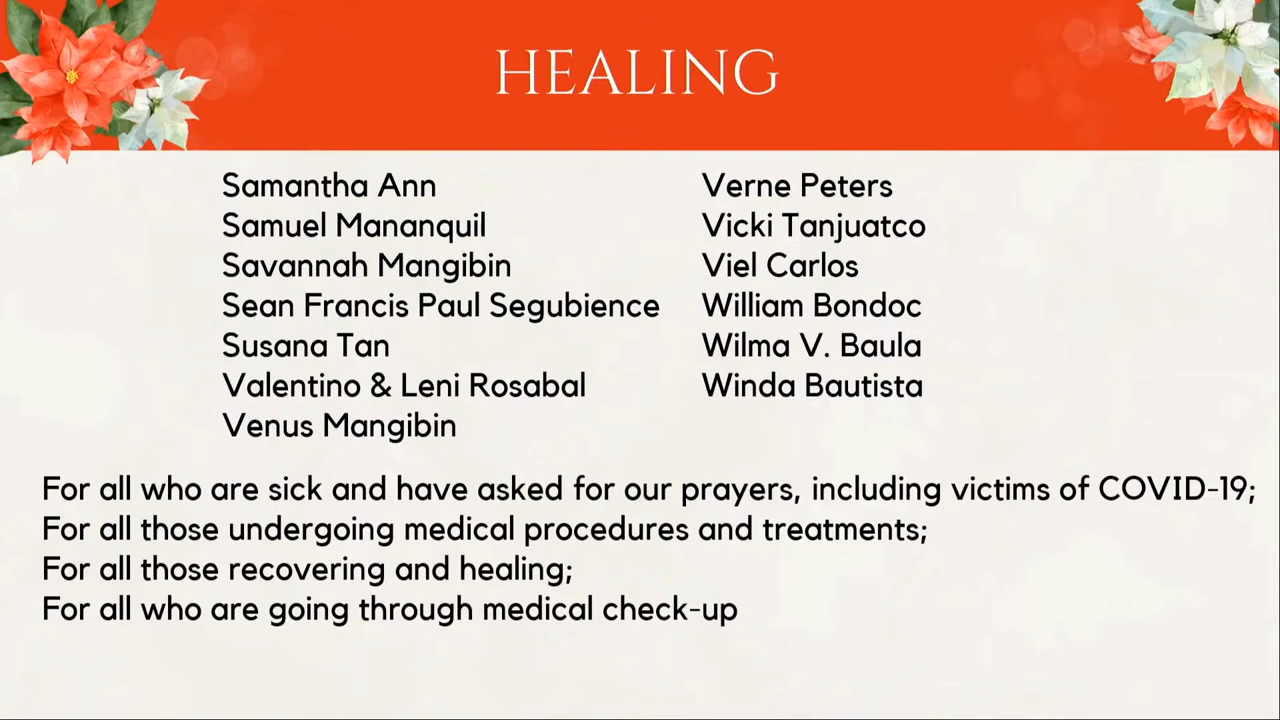 HEALING
Samantha Ann
Samuel Mananquil
Savannah Mangibin
Sean Francis Paul Segubience
Susana Tan
Valentino & Leni Rosabal
Venus Mangibin
Verne Peters
Vicki Tanjuatco
Viel Carlos
William Bondoc
Wilma V. Baula
Winda Bautista
For all who are sick and have asked for our prayers, including victims of COVID-19;
For all those undergoing medical procedures and treatments;
For all those recovering and healing;
For all who are going through medical check-up